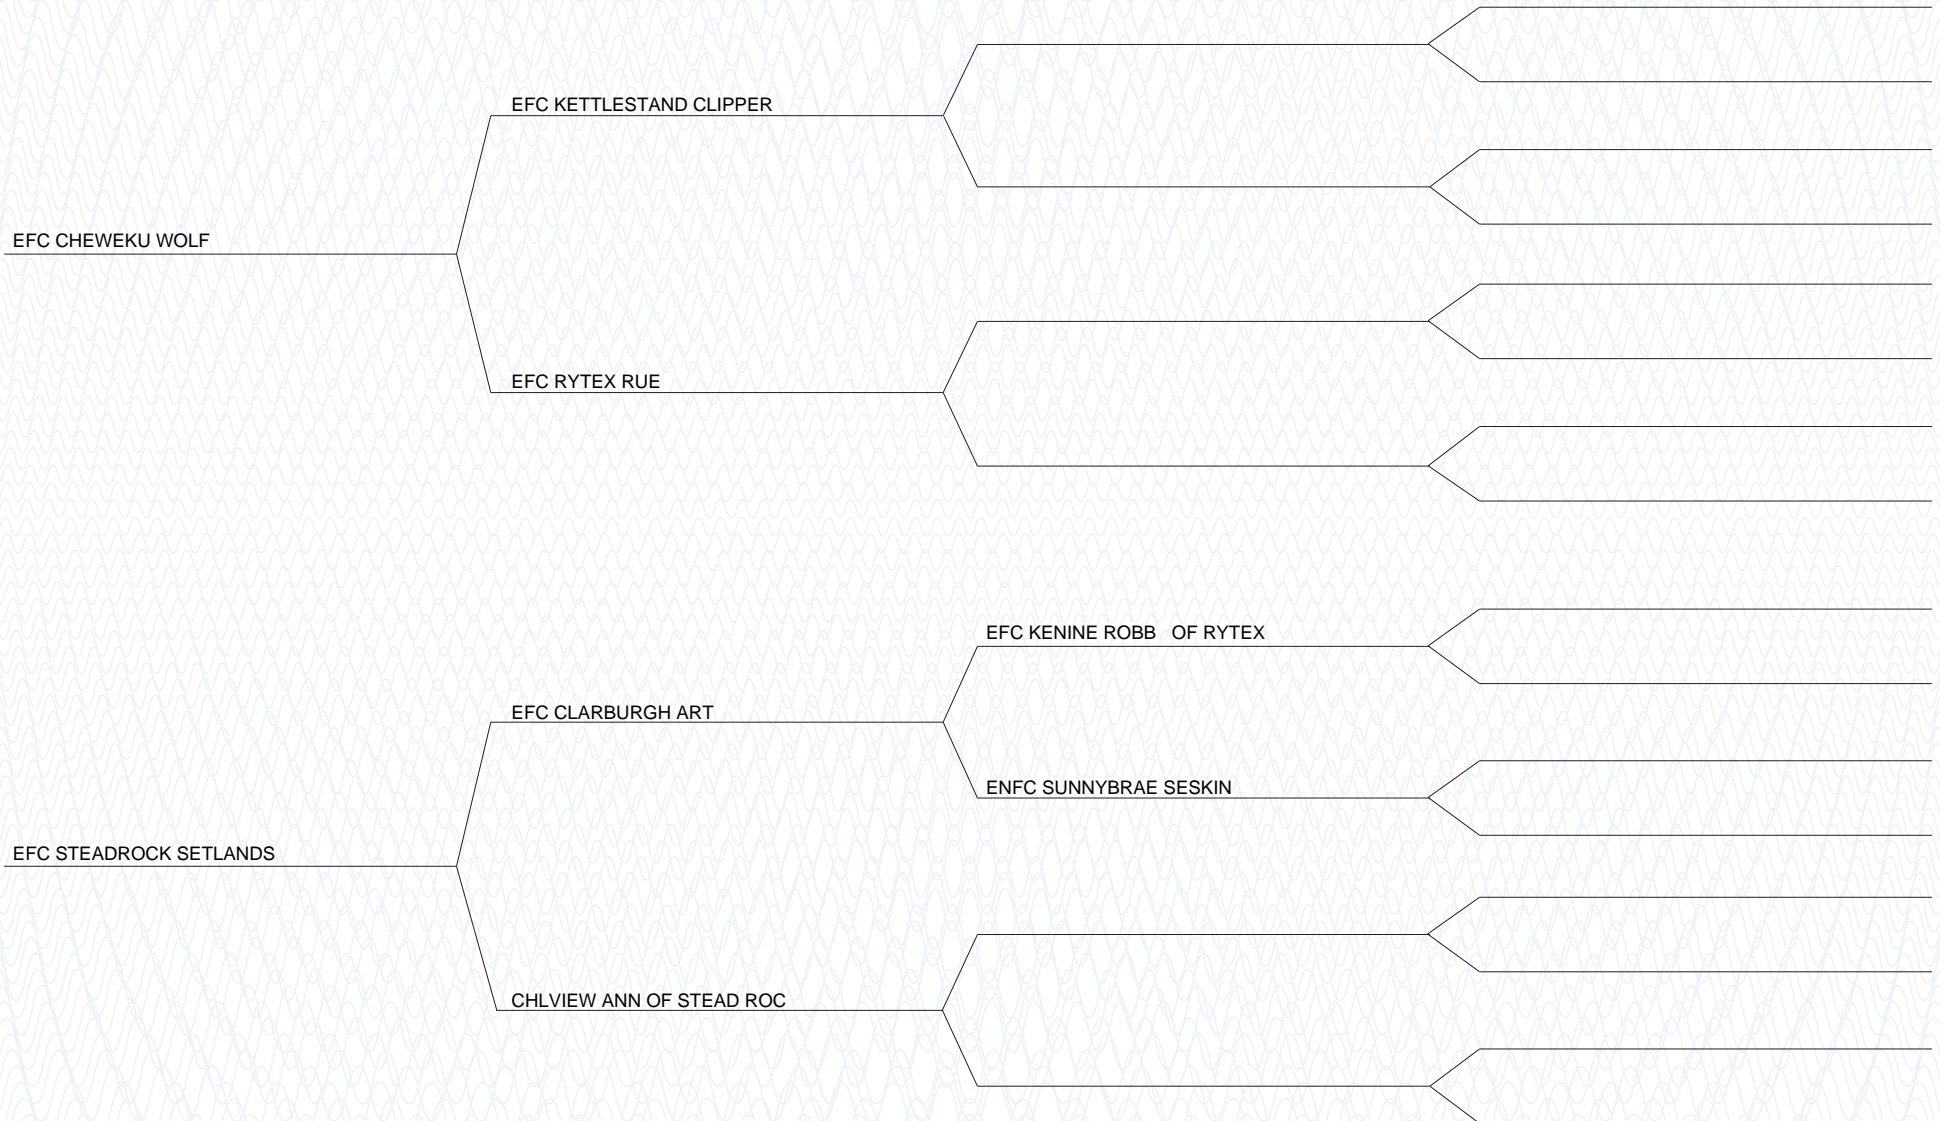 EFC KETTLESTAND CLIPPER
EFC CHEWEKU WOLF
EFC RYTEX RUE
EFC KENINE ROBB   OF RYTEX
EFC CLARBURGH ART
ENFC SUNNYBRAE SESKIN
EFC STEADROCK SETLANDS
CHLVIEW ANN OF STEAD ROC